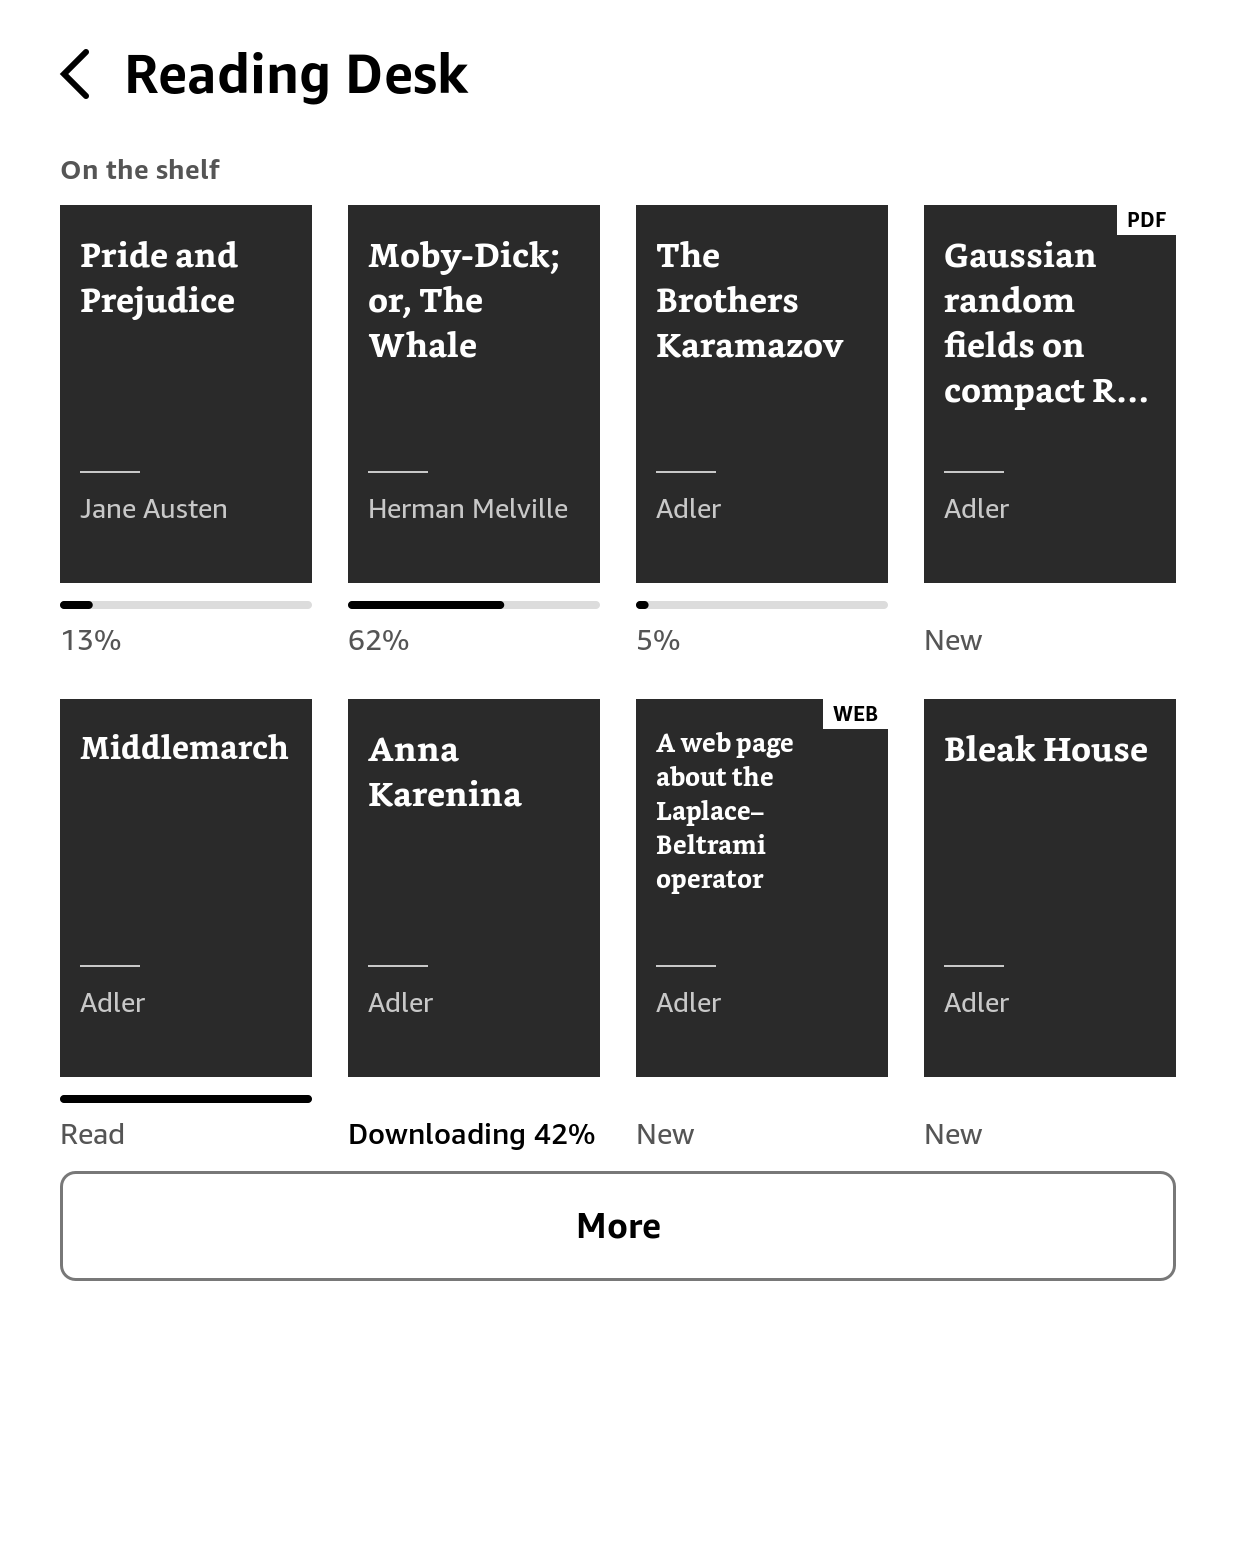 Reading Desk
On the shelf
Pride and
Prejudice
Jane Austen
13%
Moby-Dick;
or, The
Whale
Herman Melville
62%
The
Brothers
Karamazov
Adler
5%
PDF
Gaussian
random
fields on
compact R...
Adler
New
Middlemarch
Adler
Read
Anna
Karenina
Adler
Downloading 42%
WEB
A web page
about the
Laplace–
Beltrami
operator
Adler
New
Bleak House
Adler
New
More